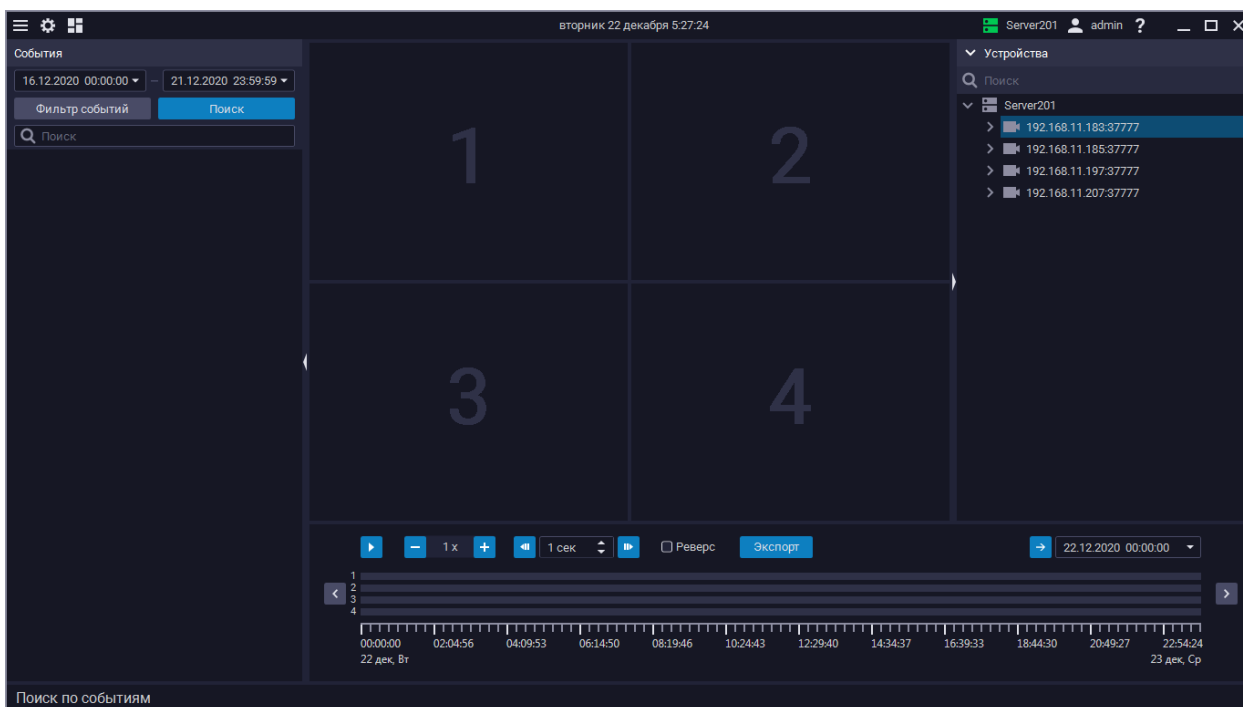 вторник 22 декабря 5:27:24
Server201 admin ?
События
16.12.2020 00:00:00 – 21.12.2020 23:59:59
Фильтр событий Поиск
Поиск
1 2
3 4
Устройства
Поиск
Server201
192.168.11.183:37777
192.168.11.185:37777
192.168.11.197:37777
192.168.11.207:37777
1 x 1 сек Реверс Экспорт 22.12.2020 00:00:00
1
2
3
4
00:00:00 02:04:56 04:09:53 06:14:50 08:19:46 10:24:43 12:29:40 14:34:37 16:39:33 18:44:30 20:49:27 22:54:24
22 дек, Вт 23 дек, Ср
Поиск по событиям